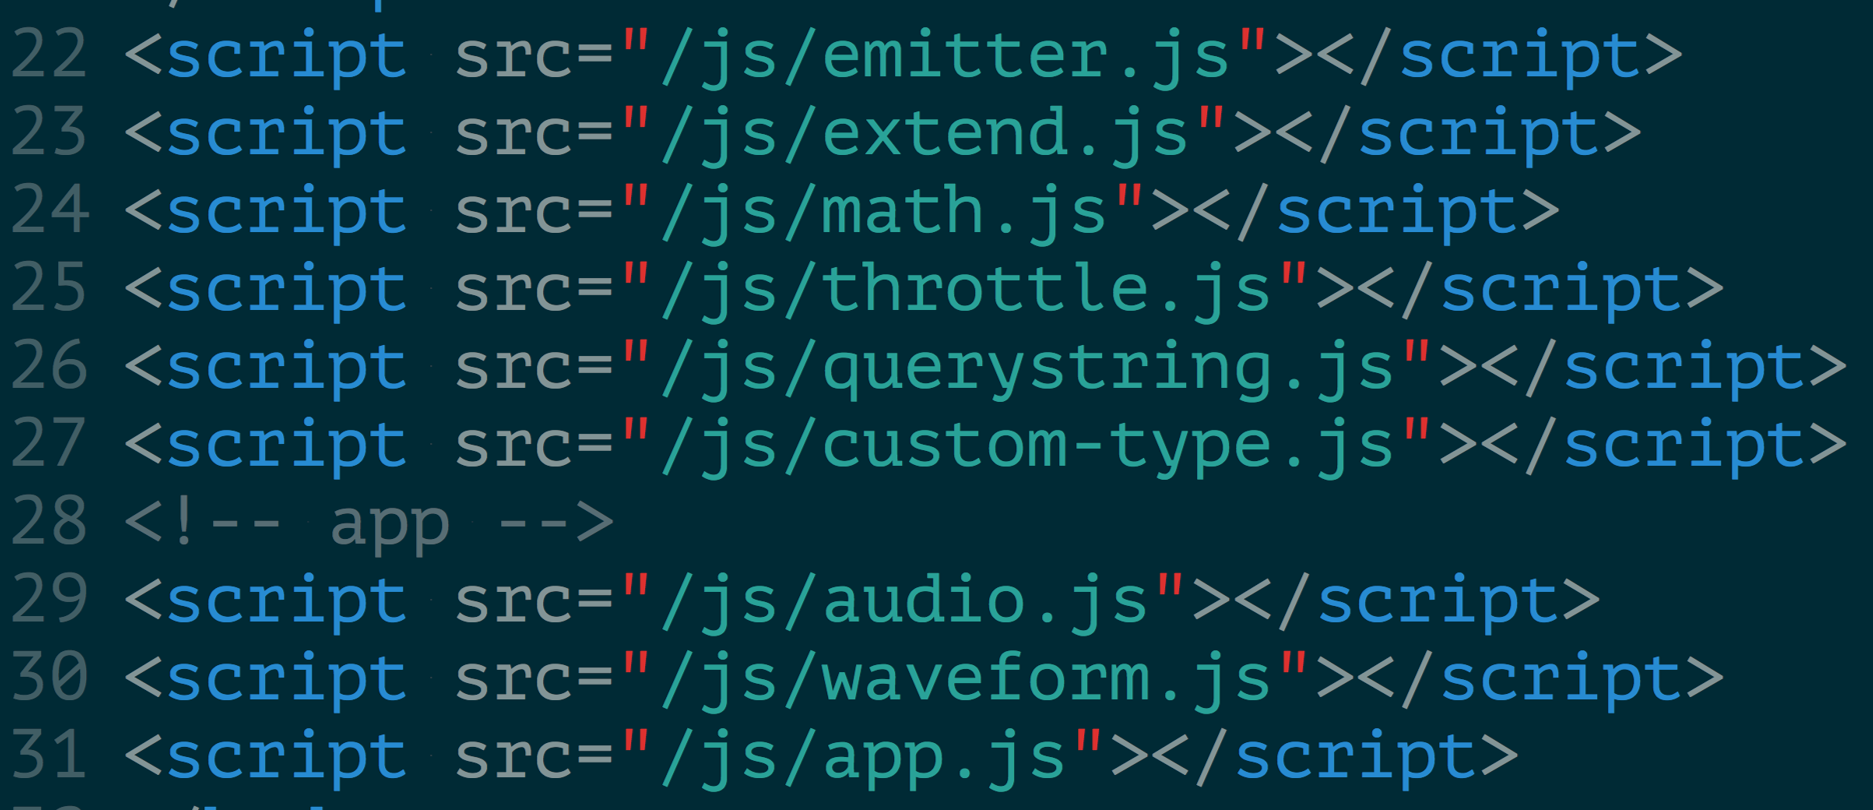 22 <script src="/js/emitter.js"></script>
23 <script src="/js/extend.js"></script>
24 <script src="/js/math.js"></script>
25 <script src="/js/throttle.js"></script>
26 <script src="/js/querystring.js"></script>
27 <script src="/js/custom-type.js"></script>
28 <!-- app -->
29 <script src="/js/audio.js"></script>
30 <script src="/js/waveform.js"></script>
31 <script src="/js/app.js"></script>